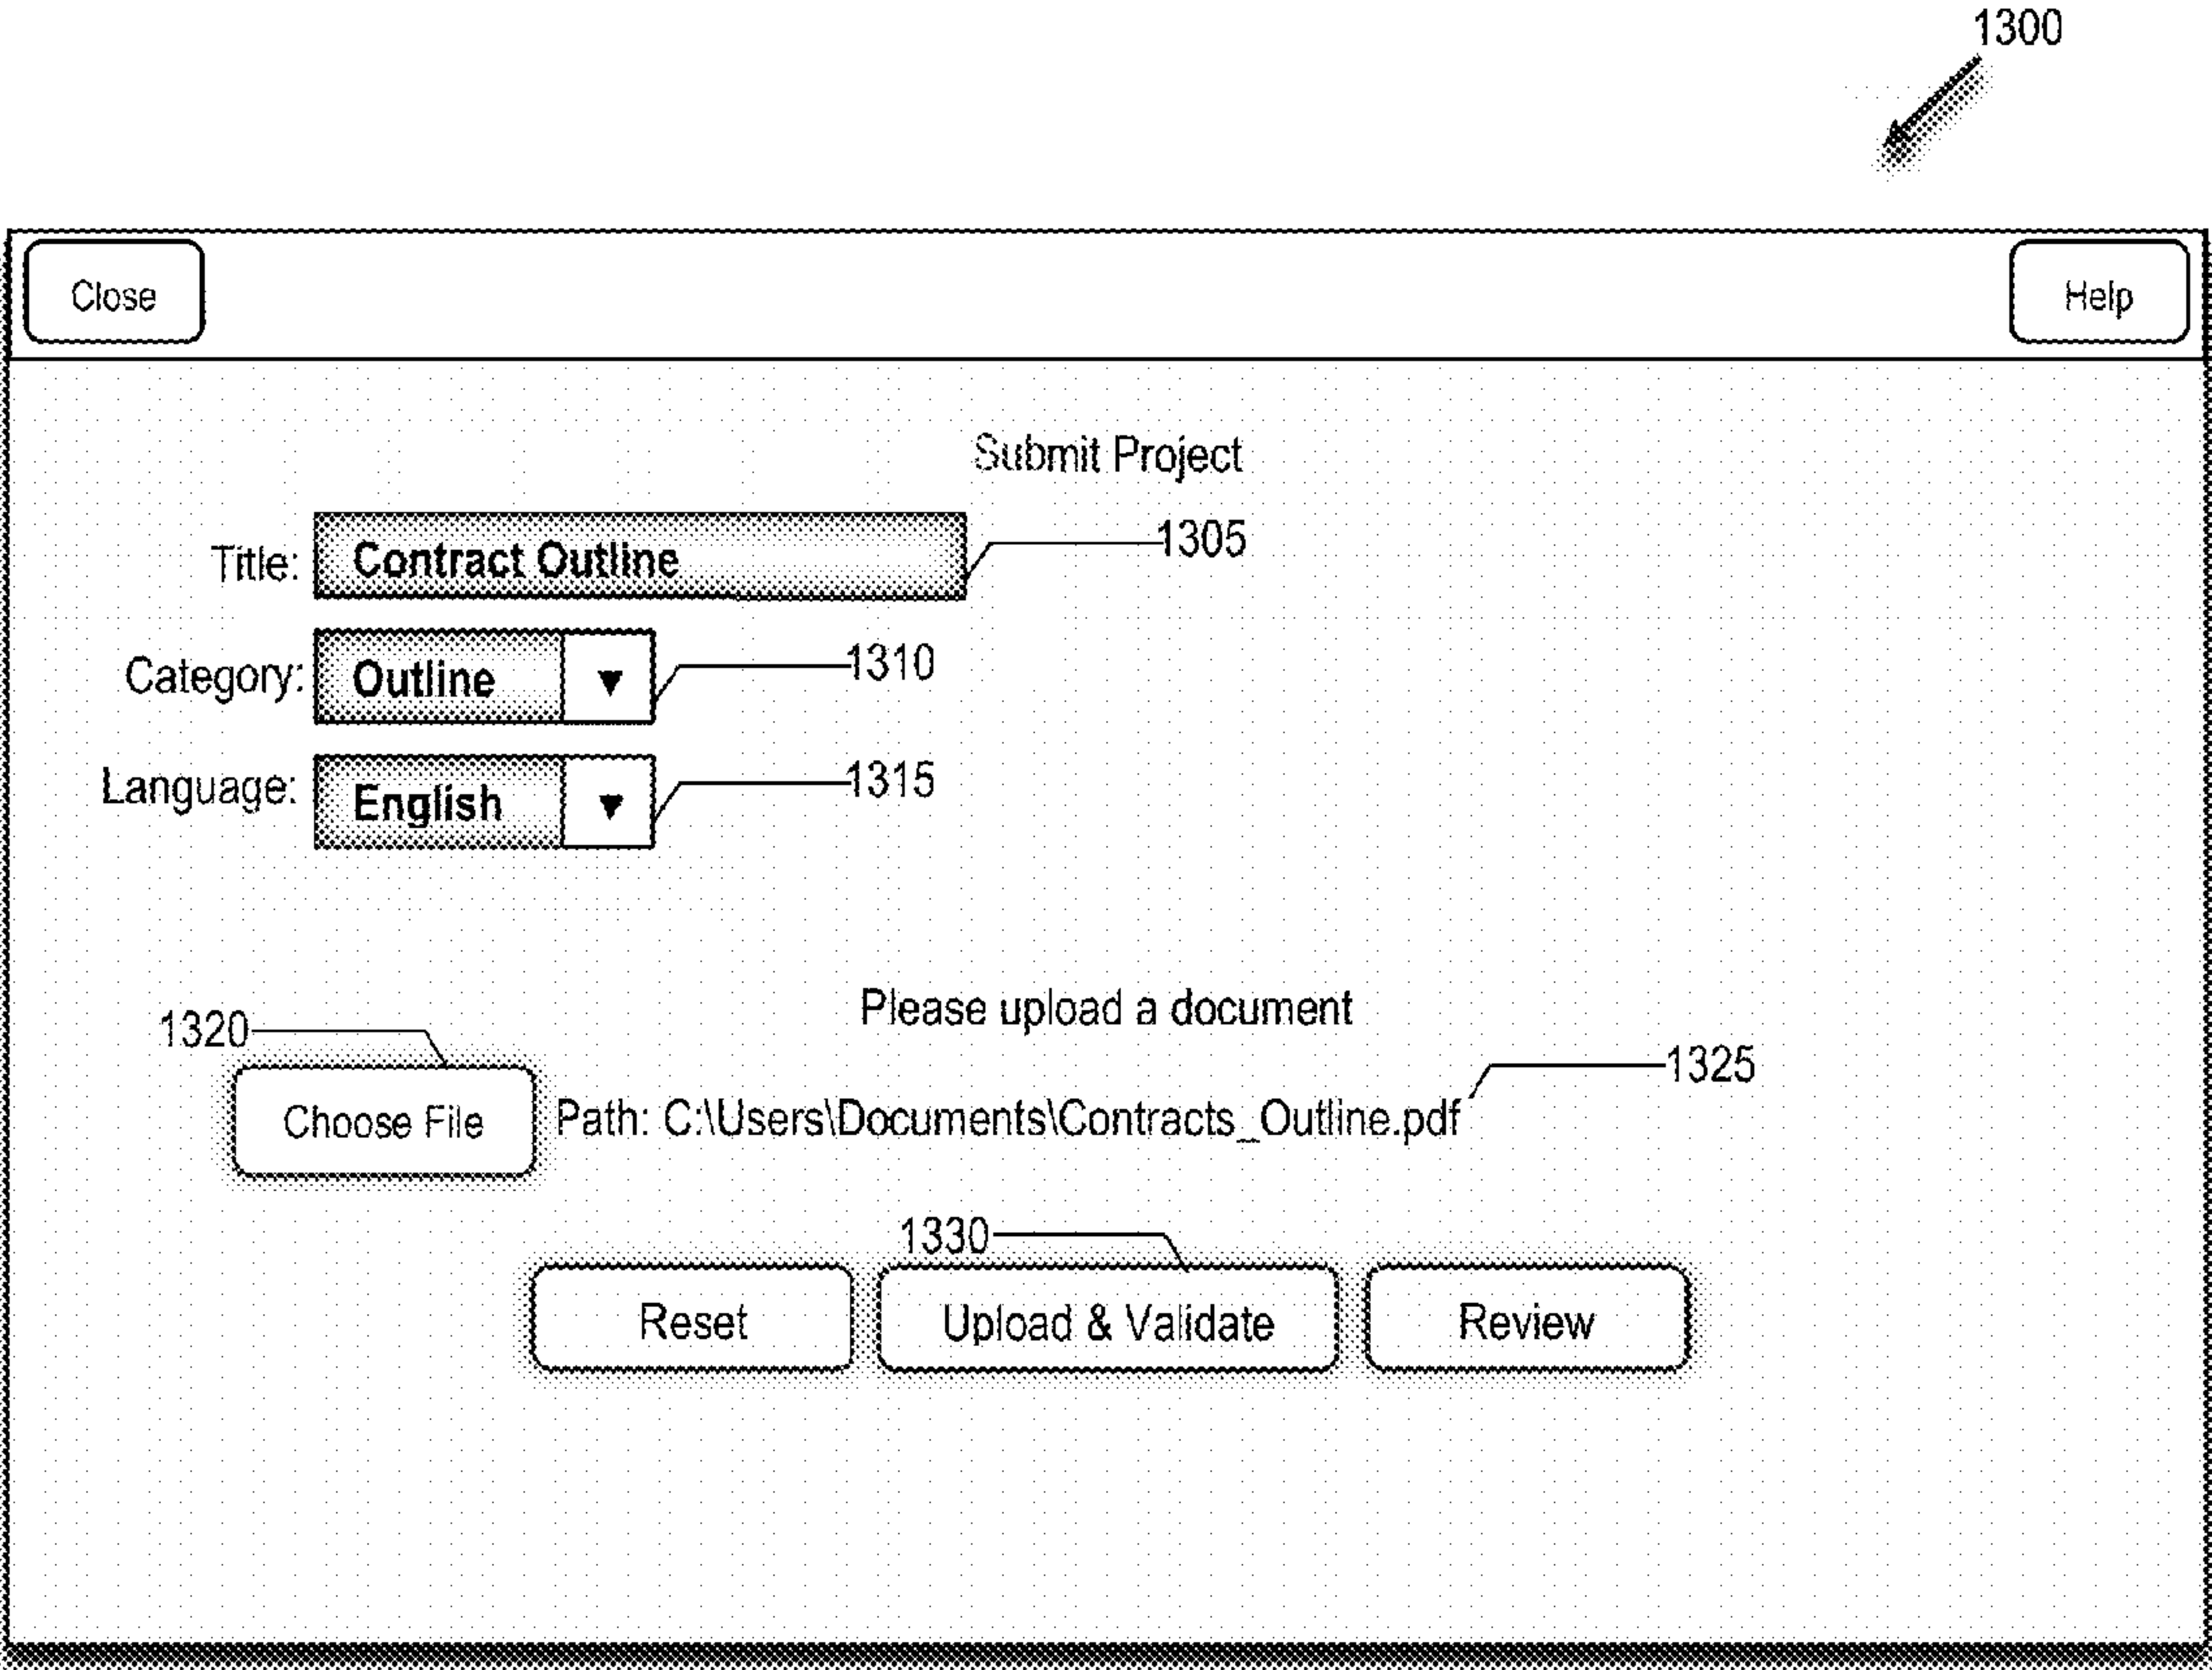 1300
Close Help
Submit Project
Title: Contract Outline 1305
Category: Outline ▼ 1310
Language: English ▼ 1315
Please upload a document
1320
1325
Choose File Path: C:\Users\Documents\Contracts_Outline.pdf
1330
Reset Upload & Validate Review